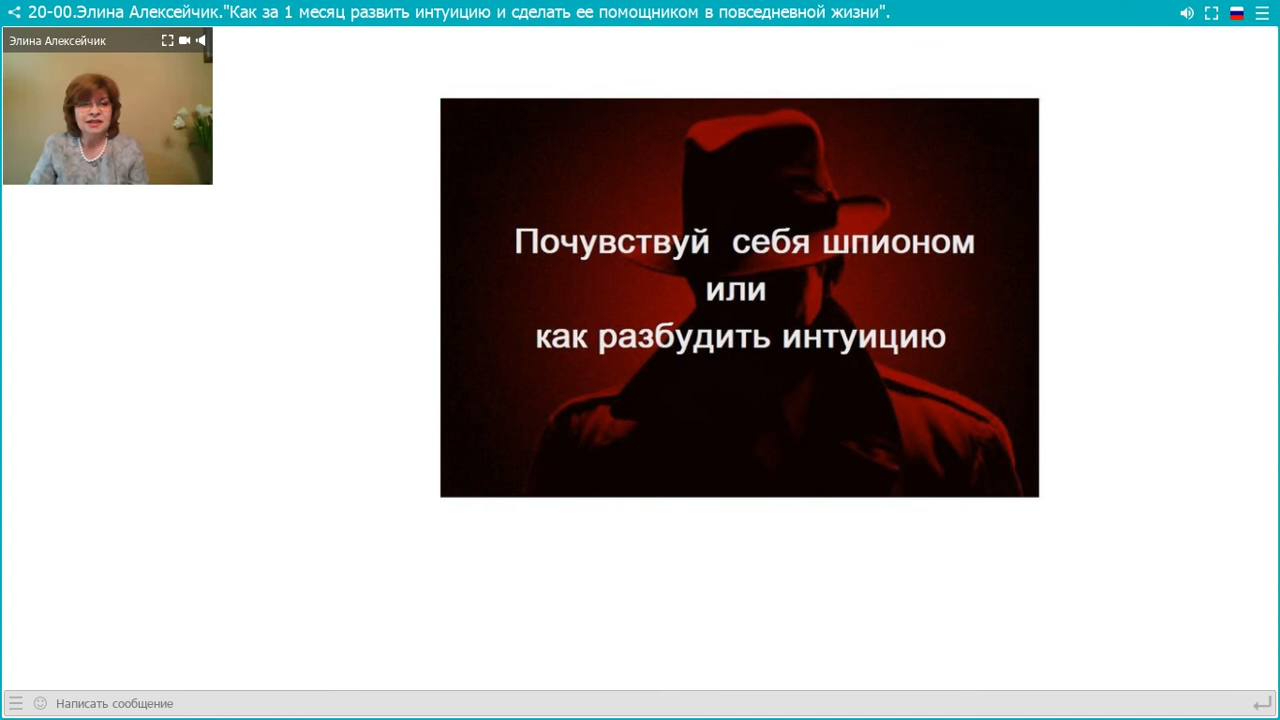 20-00.Элина Алексейчик."Как за 1 месяц развить интуицию и сделать ее помощником в повседневной жизни".
Элина Алексейчик
Почувствуй себя шпионом
или
как разбудить интуицию
Написать сообщение